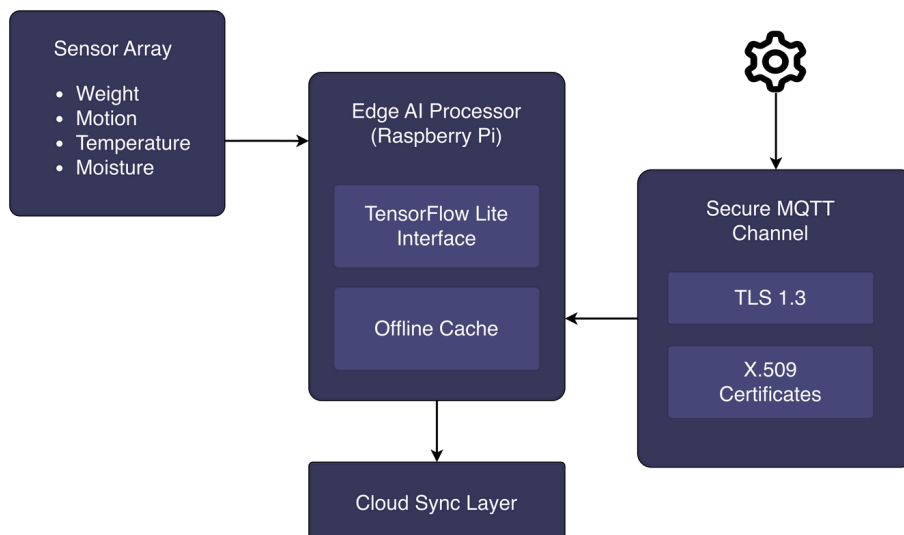 Sensor Array
• Weight
• Motion
• Temperature
• Moisture
Edge AI Processor
(Raspberry Pi)
TensorFlow Lite
Interface
Offline Cache
Secure MQTT
Channel
TLS 1.3
X.509
Certificates
Cloud Sync Layer